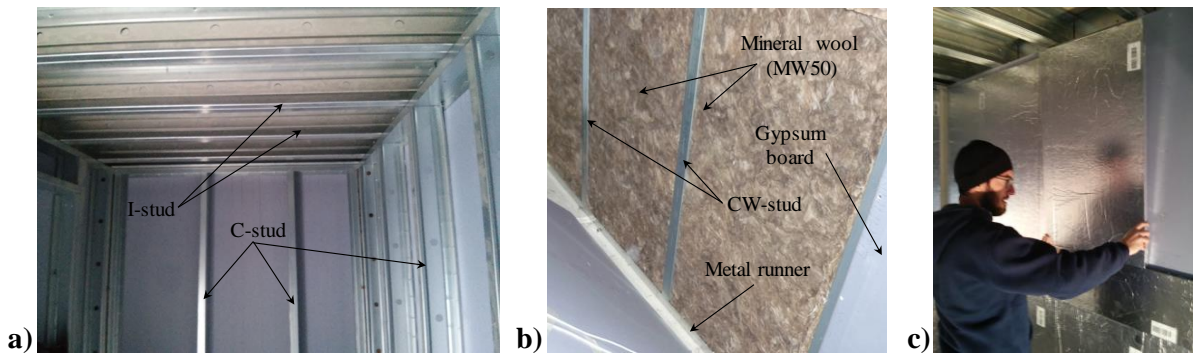 I-stud
C-stud
a)
Mineral wool
(MW50)
Gypsum
board
CW-stud
Metal runner
b)
c)